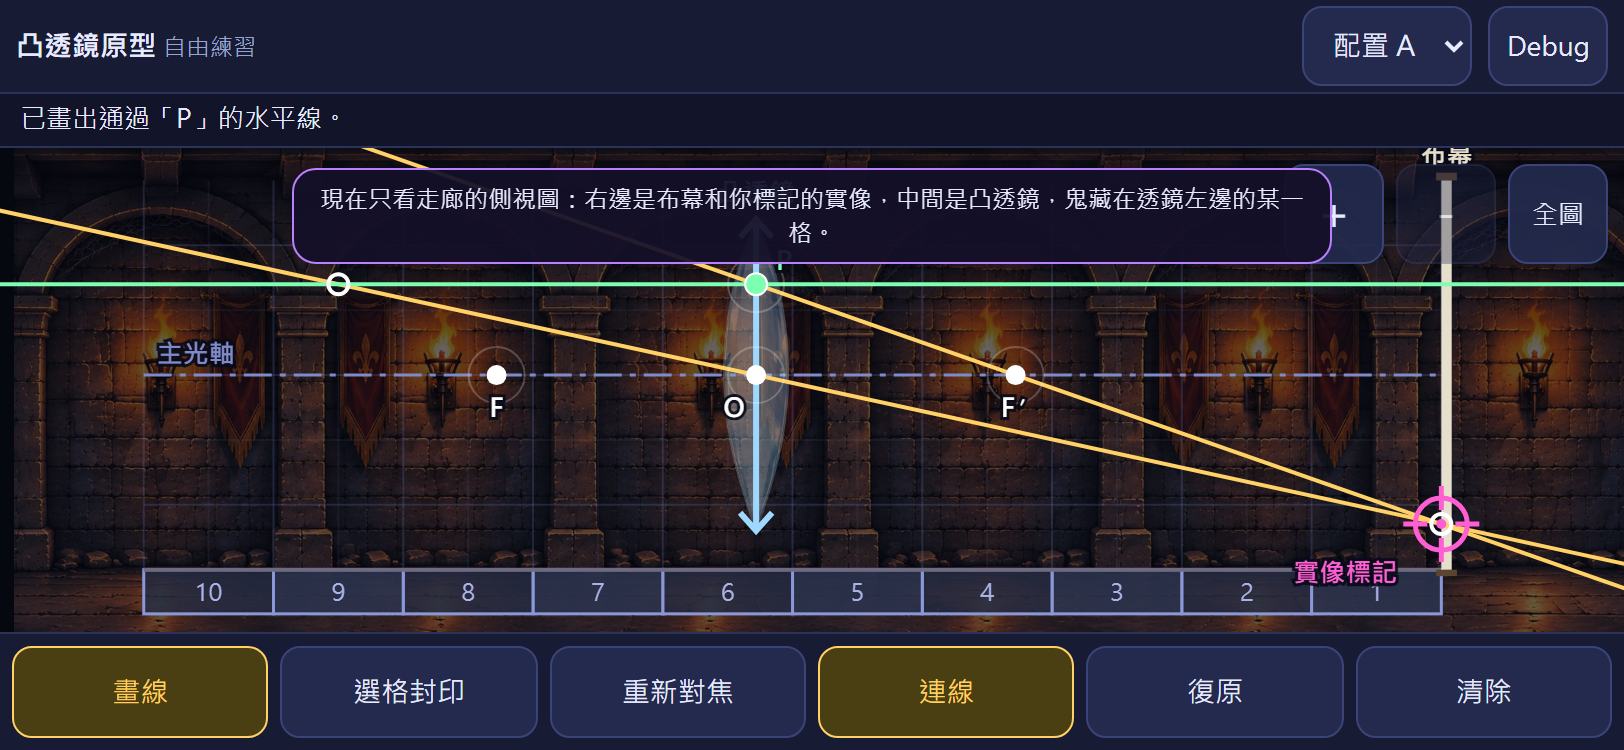 凸透鏡原型 自由練習
配置 A
Debug
已畫出通過「P」的水平線。
布幕
現在只看走廊的側視圖：右邊是布幕和你標記的實像，中間是凸透鏡，鬼藏在透鏡左邊的某一
格。
+
-
全圖
P
主光軸
F
O
F′
實像標記
10 9 8 7 6 5 4 3 2 1
畫線
選格封印
重新對焦
連線
復原
清除